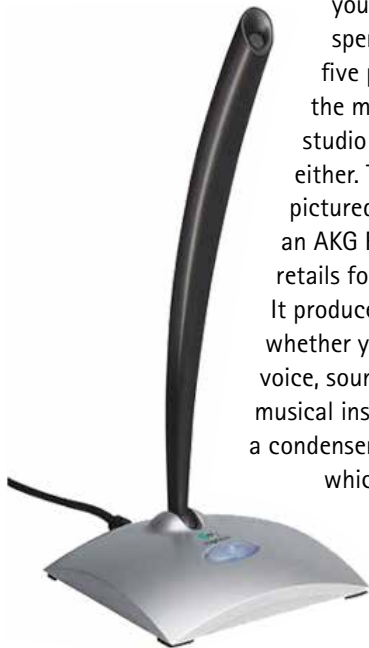 you
sper
five p
the m
studio
either. T
pictured
an AKG P
retails fo
It produce
whether y
voice, sour
musical ins
a condenser
whic